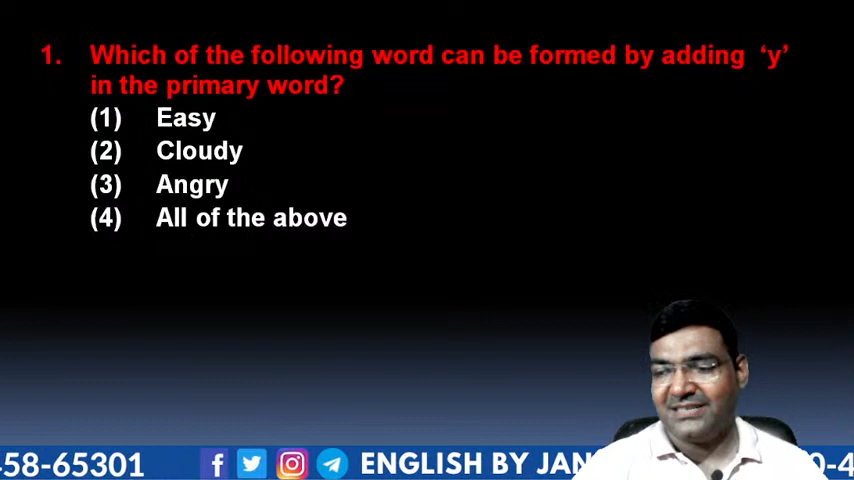 1. Which of the following word can be formed by adding ‘y’
in the primary word?
(1) Easy
(2) Cloudy
(3) Angry
(4) All of the above
458-65301 ENGLISH BY JAN